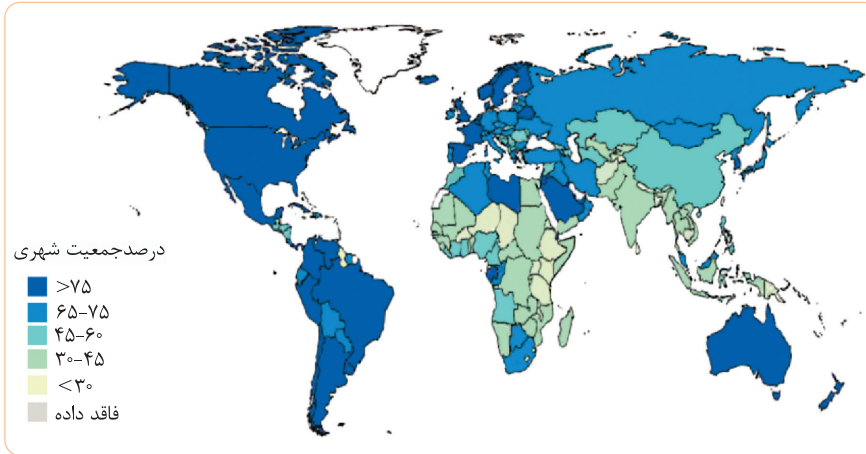 درصدجمعیت شهری
>۷۵
۶۵-۷۵
۴۵-۶۰
۳۰-۴۵
<۳۰
فاقد داده